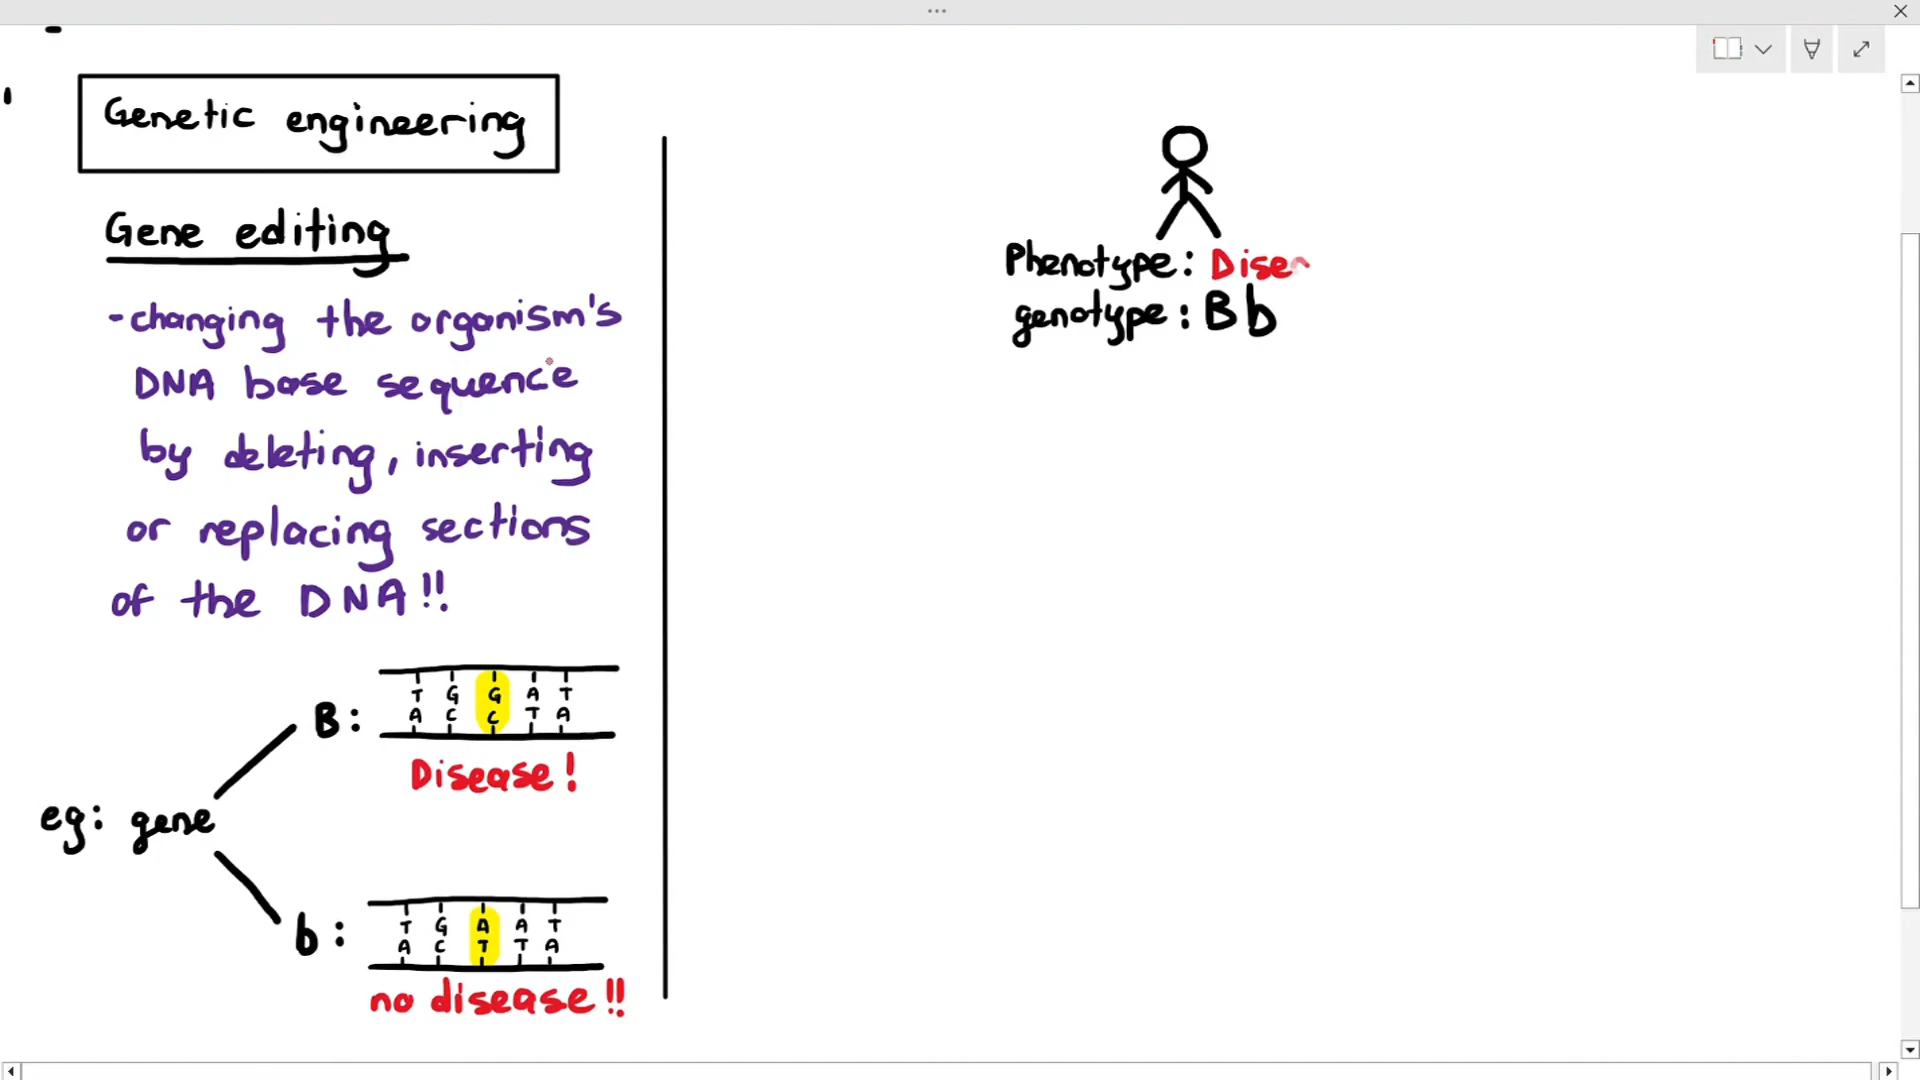 Genetic engineering
Gene editing
-changing the organism's
DNA base sequence
by deleting, inserting
or replacing sections
of the DNA!!
B:
T G G A T
A C C T A
Disease!
eg: gene
b:
T G A A T
A C T T A
no disease!!
Phenotype:
genotype: Bb